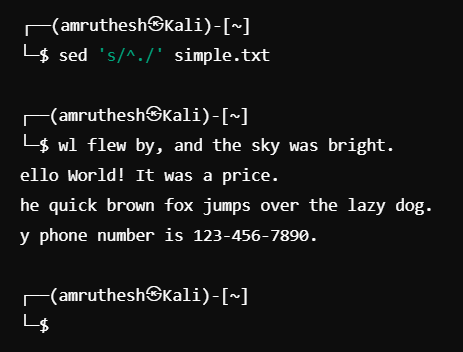 ┌──(amruthesh㉿Kali)-[~]
└─$ sed 's/^./' simple.txt
┌──(amruthesh㉿Kali)-[~]
└─$ wl flew by, and the sky was bright.
ello World! It was a price.
he quick brown fox jumps over the lazy dog.
y phone number is 123-456-7890.
┌──(amruthesh㉿Kali)-[~]
└─$